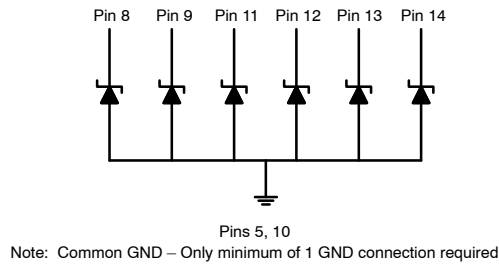 Pin 8 Pin 9 Pin 11 Pin 12 Pin 13 Pin 14
Pins 5, 10
Note: Common GND – Only minimum of 1 GND connection required